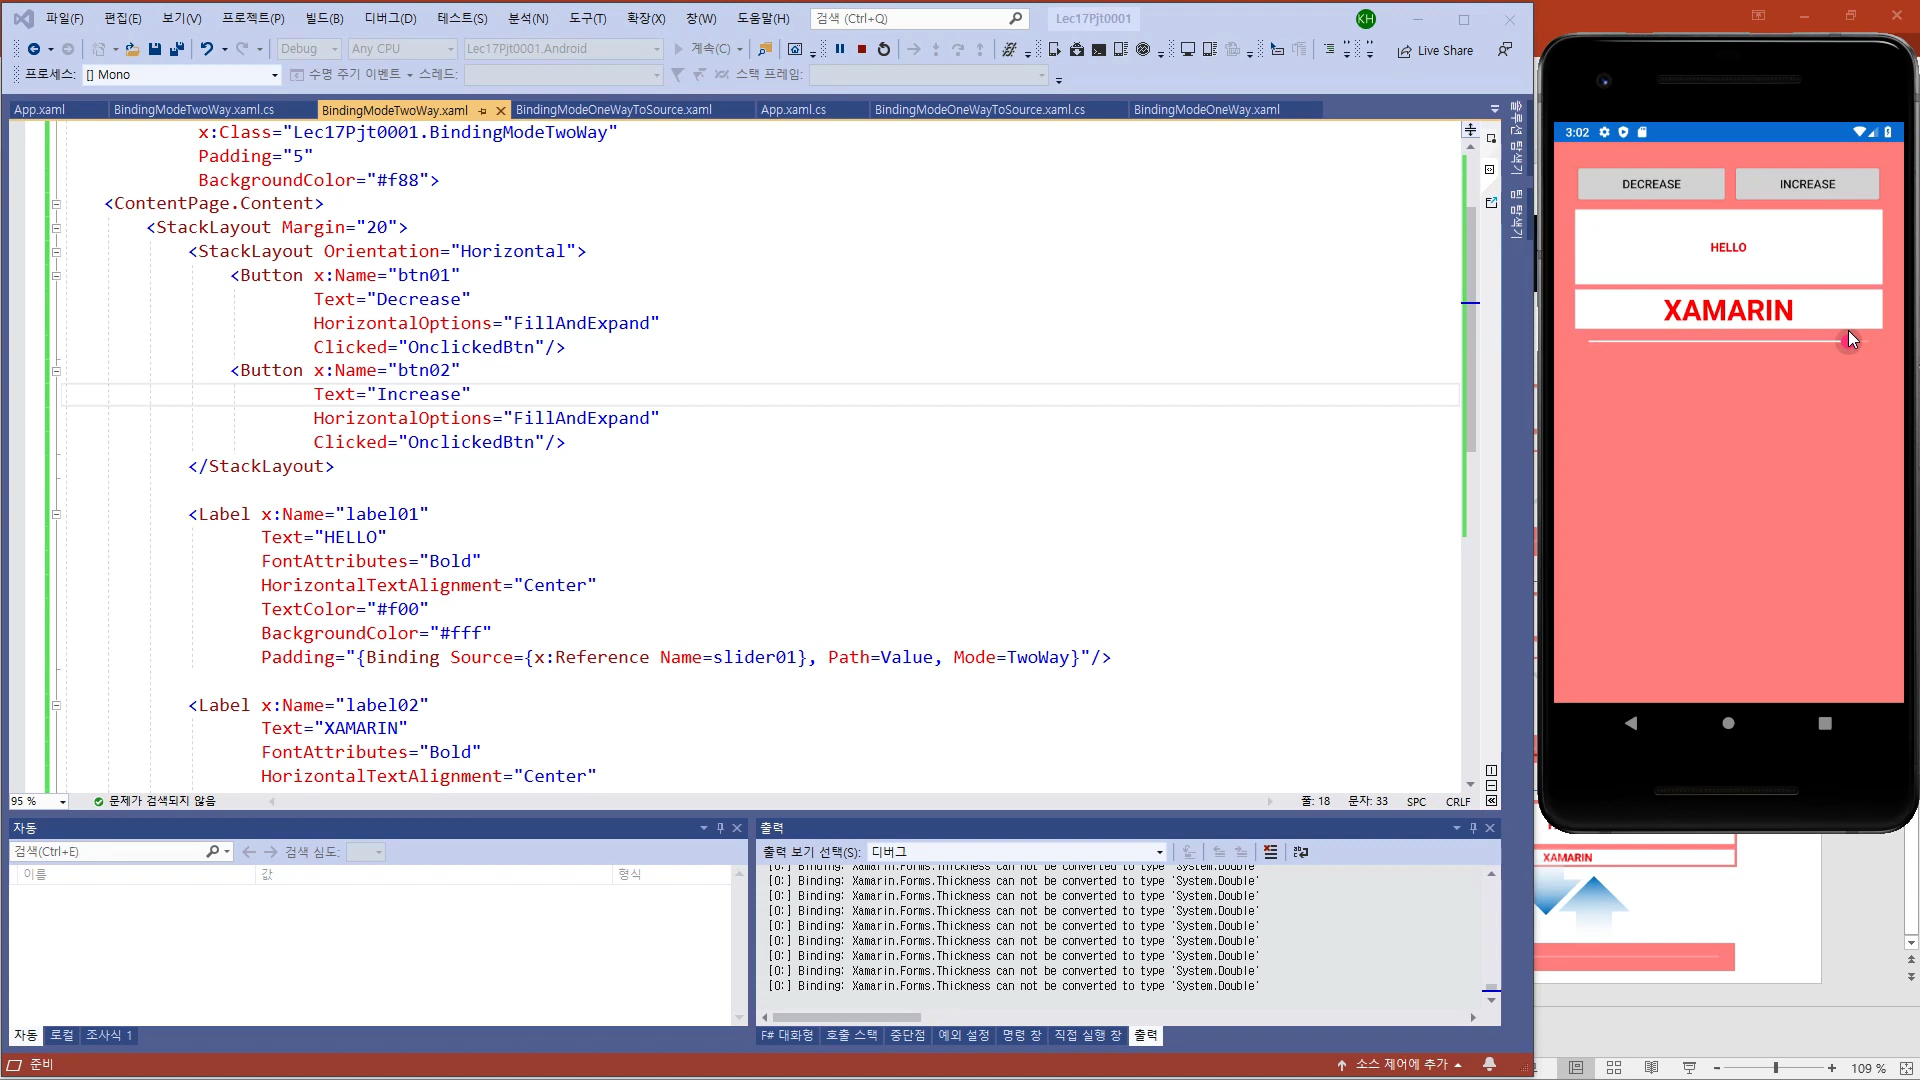 파일(F) 편집(E) 보기(V) 프로젝트(P) 빌드(B) 디버그(D) 테스트(S) 분석(N) 도구(T) 확장(X) 창(W) 도움말(H) 검색 (Ctrl+Q) Lec17Pjt0001 KH
Debug Any CPU Lec17Pjt0001.Android 계속(C) Live Share
프로세스: [] Mono 수명 주기 이벤트 스레드: 스택 프레임:
App.xaml BindingModeTwoWay.xaml.cs BindingModeTwoWay.xaml BindingModeOneWayToSource.xaml App.xaml.cs BindingModeOneWayToSource.xaml.cs BindingModeOneWay.xaml
x:Class="Lec17Pjt0001.BindingModeTwoWay"
Padding="5"
BackgroundColor="#f88">
<ContentPage.Content>
<StackLayout Margin="20">
<StackLayout Orientation="Horizontal">
<Button x:Name="btn01"
Text="Decrease"
HorizontalOptions="FillAndExpand"
Clicked="OnclickedBtn"/>
<Button x:Name="btn02"
Text="Increase"
HorizontalOptions="FillAndExpand"
Clicked="OnclickedBtn"/>
</StackLayout>
<Label x:Name="label01"
Text="HELLO"
FontAttributes="Bold"
HorizontalTextAlignment="Center"
TextColor="#f00"
BackgroundColor="#fff"
Padding="{Binding Source={x:Reference Name=slider01}, Path=Value, Mode=TwoWay}"/>
<Label x:Name="label02"
Text="XAMARIN"
FontAttributes="Bold"
HorizontalTextAlignment="Center"
95 % 문제가 검색되지 않음 줄: 18 문자: 33 SPC CRLF
솔루션 탐색기
팀 탐색기
자동
검색(Ctrl+E) 검색 심도:
이름 값 형식
자동 로컬 조사식 1
출력
출력 보기 선택(S): 디버그
[0:] Binding: Xamarin.Forms.Thickness can not be converted to type 'System.Double'
[0:] Binding: Xamarin.Forms.Thickness can not be converted to type 'System.Double'
[0:] Binding: Xamarin.Forms.Thickness can not be converted to type 'System.Double'
[0:] Binding: Xamarin.Forms.Thickness can not be converted to type 'System.Double'
[0:] Binding: Xamarin.Forms.Thickness can not be converted to type 'System.Double'
[0:] Binding: Xamarin.Forms.Thickness can not be converted to type 'System.Double'
[0:] Binding: Xamarin.Forms.Thickness can not be converted to type 'System.Double'
[0:] Binding: Xamarin.Forms.Thickness can not be converted to type 'System.Double'
[0:] Binding: Xamarin.Forms.Thickness can not be converted to type 'System.Double'
F# 대화형 호출 스택 중단점 예외 설정 명령 창 직접 실행 창 출력
준비 소스 제어에 추가
3:02
DECREASE INCREASE
HELLO
XAMARIN
XAMARIN
109 %